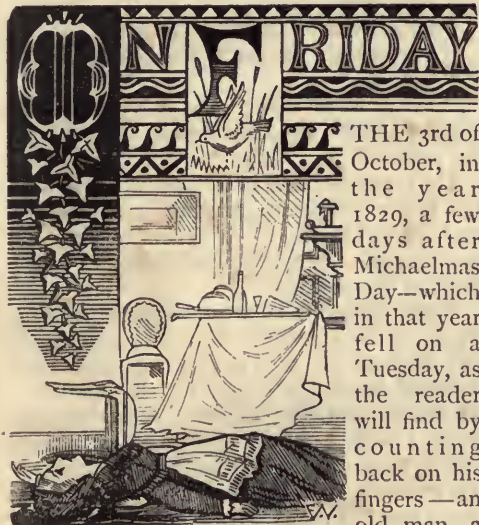 ON FRIDAY
THE 3rd of
October, in
the year
1829, a few
days after
Michaelmas
Day—which
in that year
fell on a
Tuesday, as
the reader
will find by
counting
back on his
fingers—an
old man, a